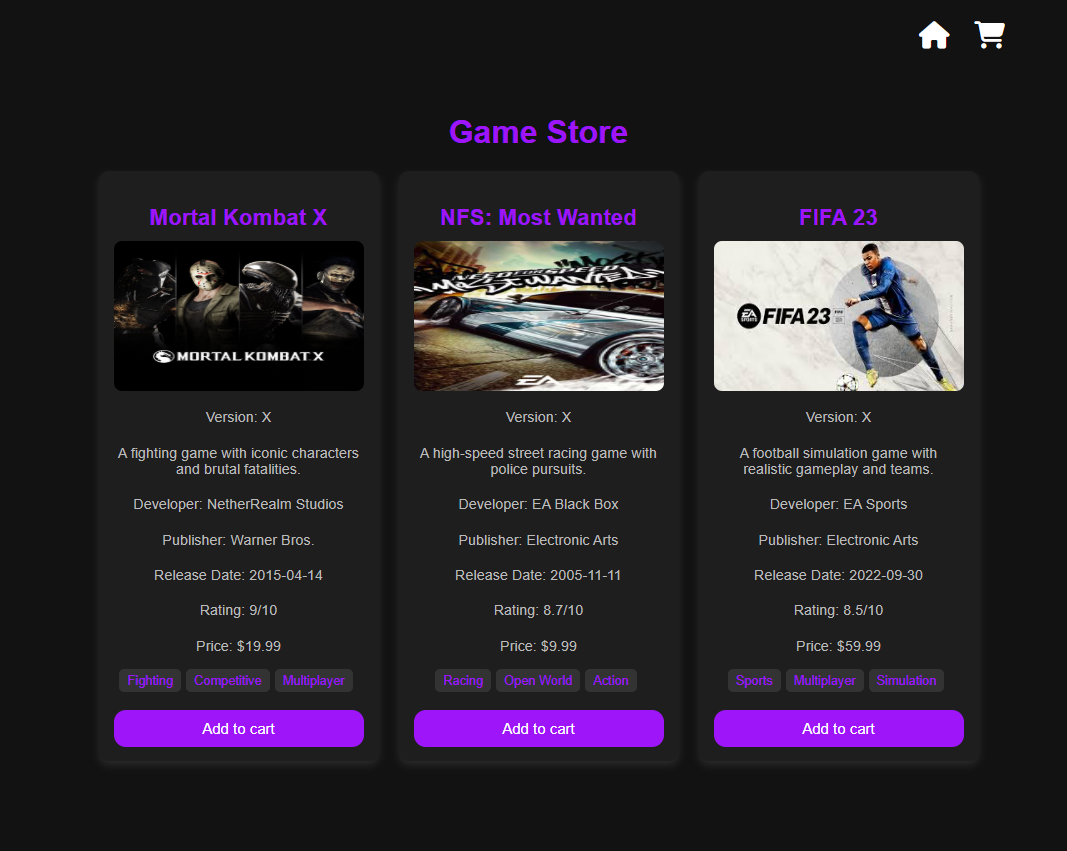 Game Store
Mortal Kombat X
MORTAL KOMBAT X
Version: X
A fighting game with iconic characters
and brutal fatalities.
Developer: NetherRealm Studios
Publisher: Warner Bros.
Release Date: 2015-04-14
Rating: 9/10
Price: $19.99
Fighting Competitive Multiplayer
Add to cart
NFS: Most Wanted
NEED FOR SPEED
MOST WANTED
EA
Version: X
A high-speed street racing game with
police pursuits.
Developer: EA Black Box
Publisher: Electronic Arts
Release Date: 2005-11-11
Rating: 8.7/10
Price: $9.99
Racing Open World Action
Add to cart
FIFA 23
EA SPORTS FIFA 23
Version: X
A football simulation game with
realistic gameplay and teams.
Developer: EA Sports
Publisher: Electronic Arts
Release Date: 2022-09-30
Rating: 8.5/10
Price: $59.99
Sports Multiplayer Simulation
Add to cart